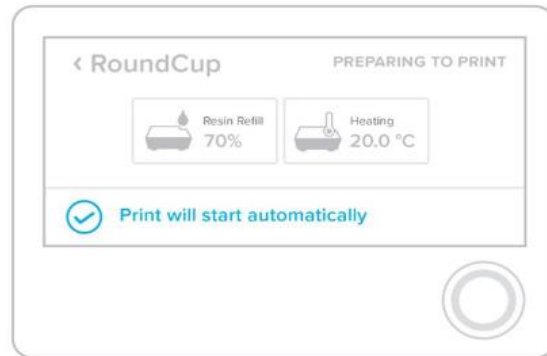 < RoundCup
PREPARING TO PRINT
Resin Refill
70%
Heating
20.0 °C
Print will start automatically